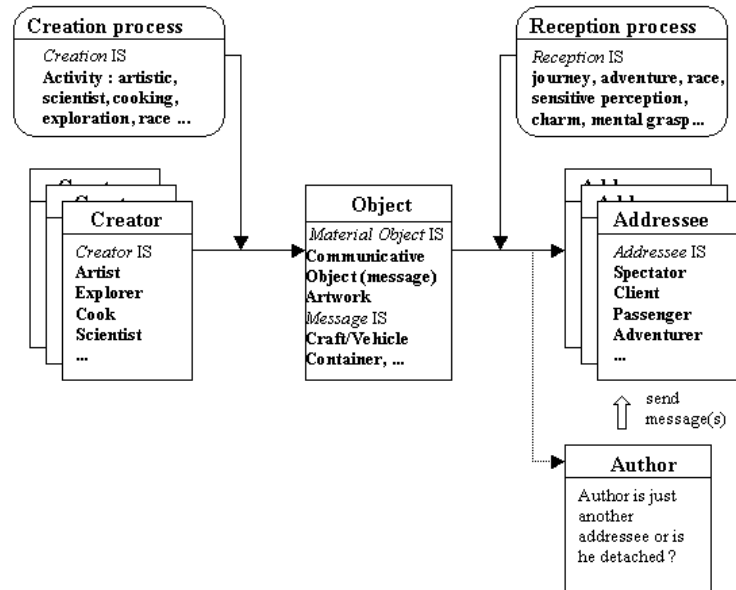 Creation process
Creation IS
Activity : artistic,
scientist, cooking,
exploration, race ...
Reception process
Reception IS
journey, adventure, race,
sensitive perception,
charm, mental grasp...
Creator
Creator IS
Artist
Explorer
Cook
Scientist
...
Object
Material Object IS
Communicative
Object (message)
Artwork
Message IS
Craft/Vehicle
Container, ...
Addressee
Addressee IS
Spectator
Client
Passenger
Adventurer
...
send
message(s)
Author
Author is just
another
addressee or is
he detached ?